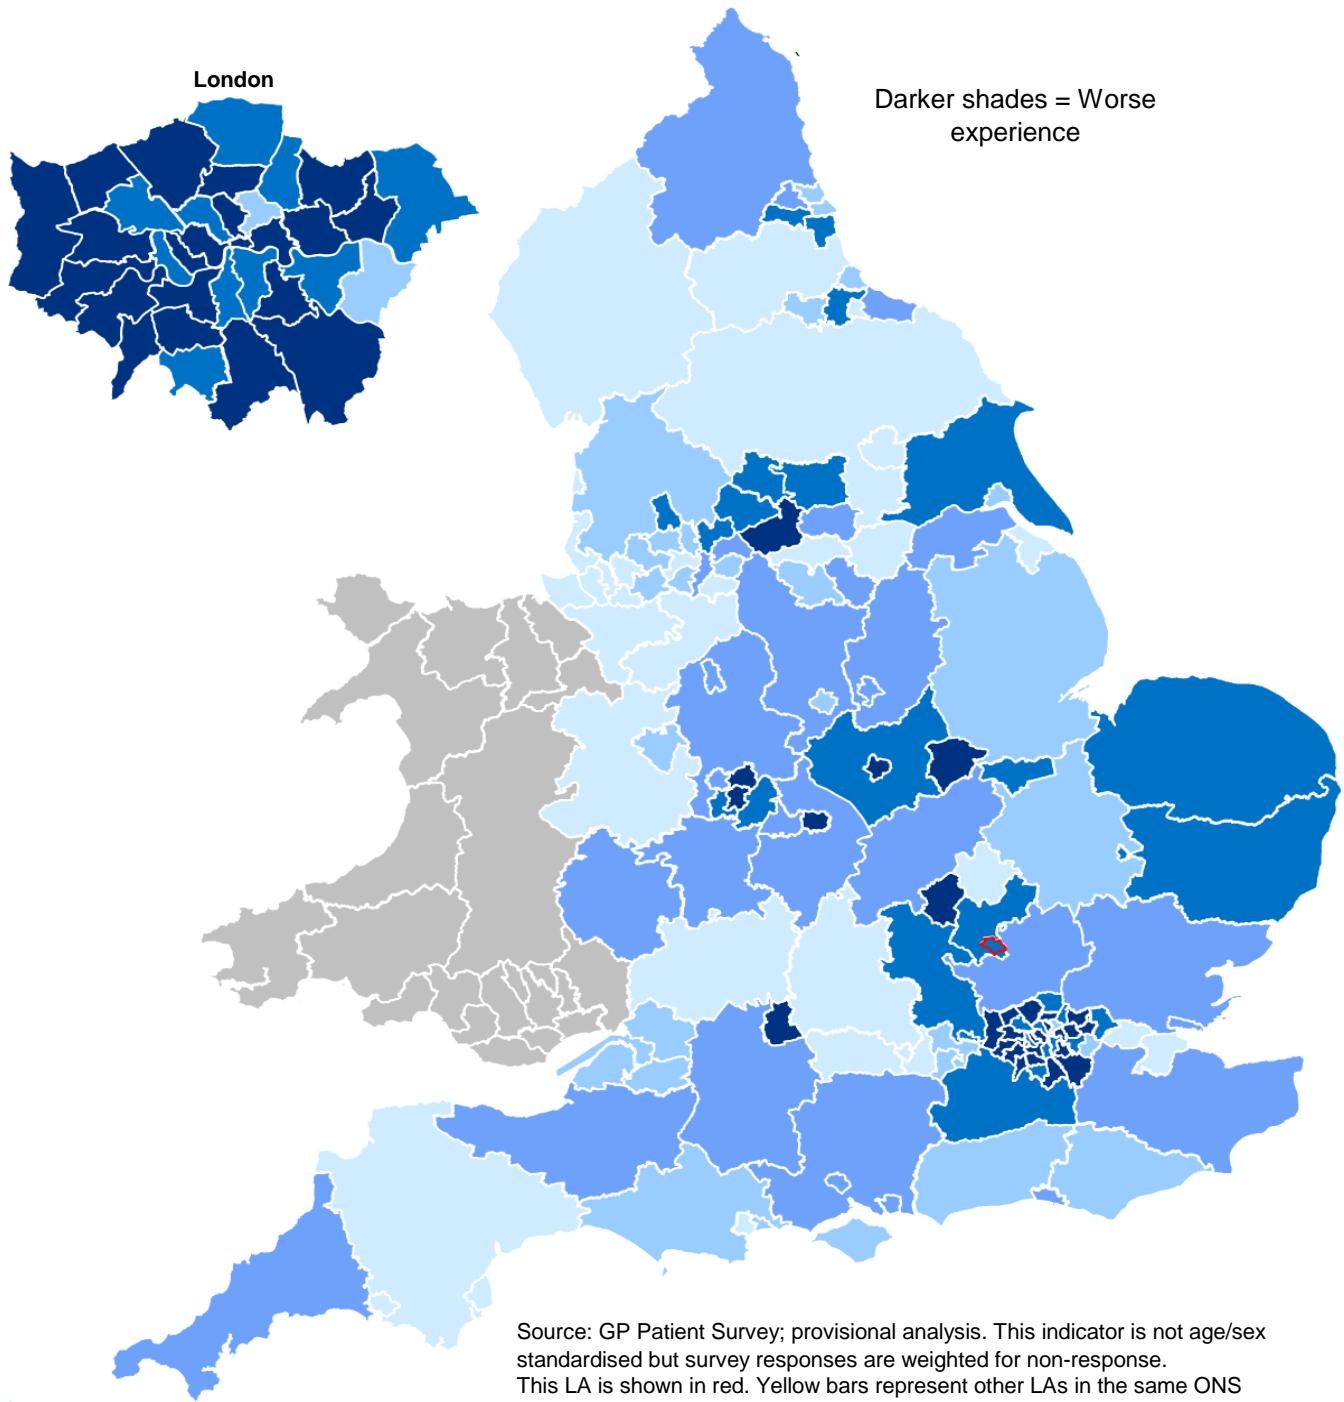 London
Darker shades = Worse
experience
Source: GP Patient Survey; provisional analysis. This indicator is not age/sex
standardised but survey responses are weighted for non-response.
This LA is shown in red. Yellow bars represent other LAs in the same ONS